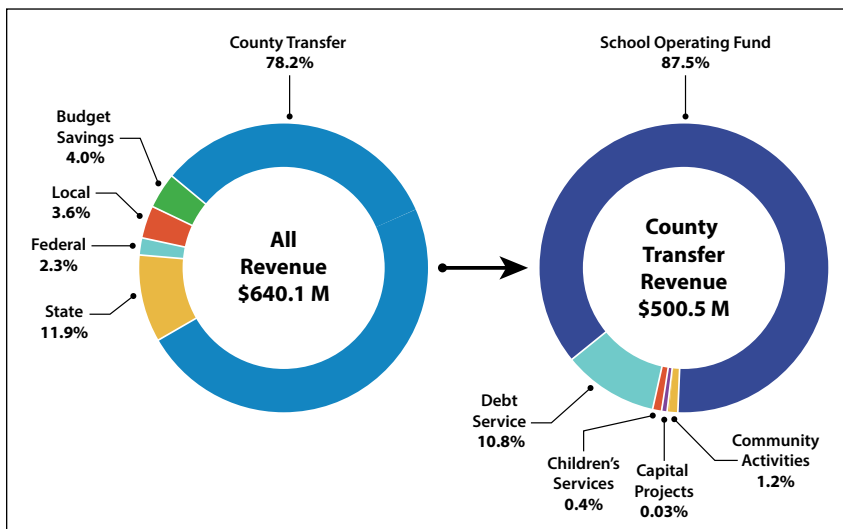 County Transfer
78.2%
Budget
Savings
4.0%
Local
3.6%
Federal
2.3%
State
11.9%
All
Revenue
$640.1 M
School Operating Fund
87.5%
County
Transfer
Revenue
$500.5 M
Debt
Service
10.8%
Children's
Services
0.4%
Capital
Projects
0.03%
Community
Activities
1.2%